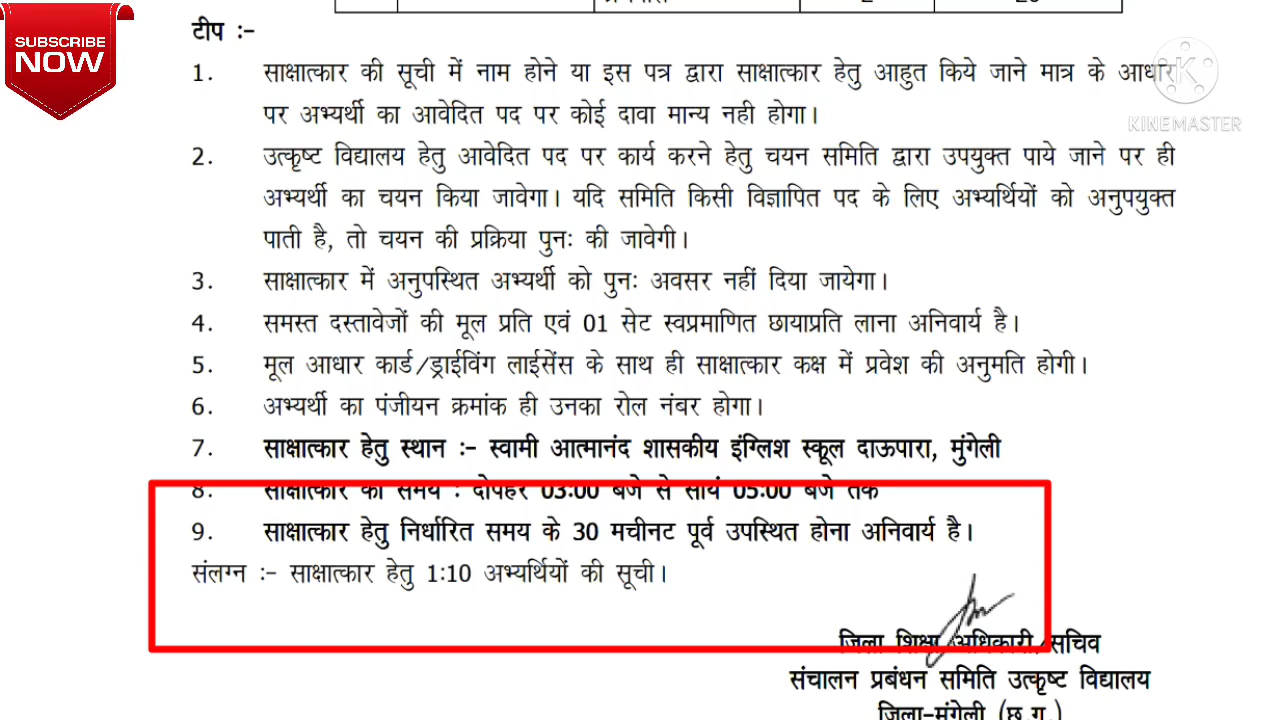 SUBSCRIBE
NOW
KINEMASTER
टीप :-
1. साक्षात्कार की सूची में नाम होने या इस पत्र द्वारा साक्षात्कार हेतु आहुत किये जाने मात्र के आधार
पर अभ्यर्थी का आवेदित पद पर कोई दावा मान्य नही होगा।
2. उत्कृष्ट विद्यालय हेतु आवेदित पद पर कार्य करने हेतु चयन समिति द्वारा उपयुक्त पाये जाने पर ही
अभ्यर्थी का चयन किया जावेगा। यदि समिति किसी विज्ञापित पद के लिए अभ्यर्थियों को अनुपयुक्त
पाती है, तो चयन की प्रक्रिया पुनः की जावेगी।
3. साक्षात्कार में अनुपस्थित अभ्यर्थी को पुनः अवसर नहीं दिया जायेगा।
4. समस्त दस्तावेजों की मूल प्रति एवं 01 सेट स्वप्रमाणित छायाप्रति लाना अनिवार्य है।
5. मूल आधार कार्ड/ड्राईविंग लाईसेंस के साथ ही साक्षात्कार कक्ष में प्रवेश की अनुमति होगी।
6. अभ्यर्थी का पंजीयन क्रमांक ही उनका रोल नंबर होगा।
7. साक्षात्कार हेतु स्थान :- स्वामी आत्मानंद शासकीय इंग्लिश स्कूल दाऊपारा, मुंगेली
8. साक्षात्कार का समय : दोपहर 03:00 बजे से सायं 05:00 बजे तक
9. साक्षात्कार हेतु निर्धारित समय के 30 मचीनट पूर्व उपस्थित होना अनिवार्य है।
संलग्न :- साक्षात्कार हेतु 1:10 अभ्यर्थियों की सूची।
जिला शिक्षा अधिकारी/सचिव
संचालन प्रबंधन समिति उत्कृष्ट विद्यालय
जिला-मुंगेली (छ.ग.)